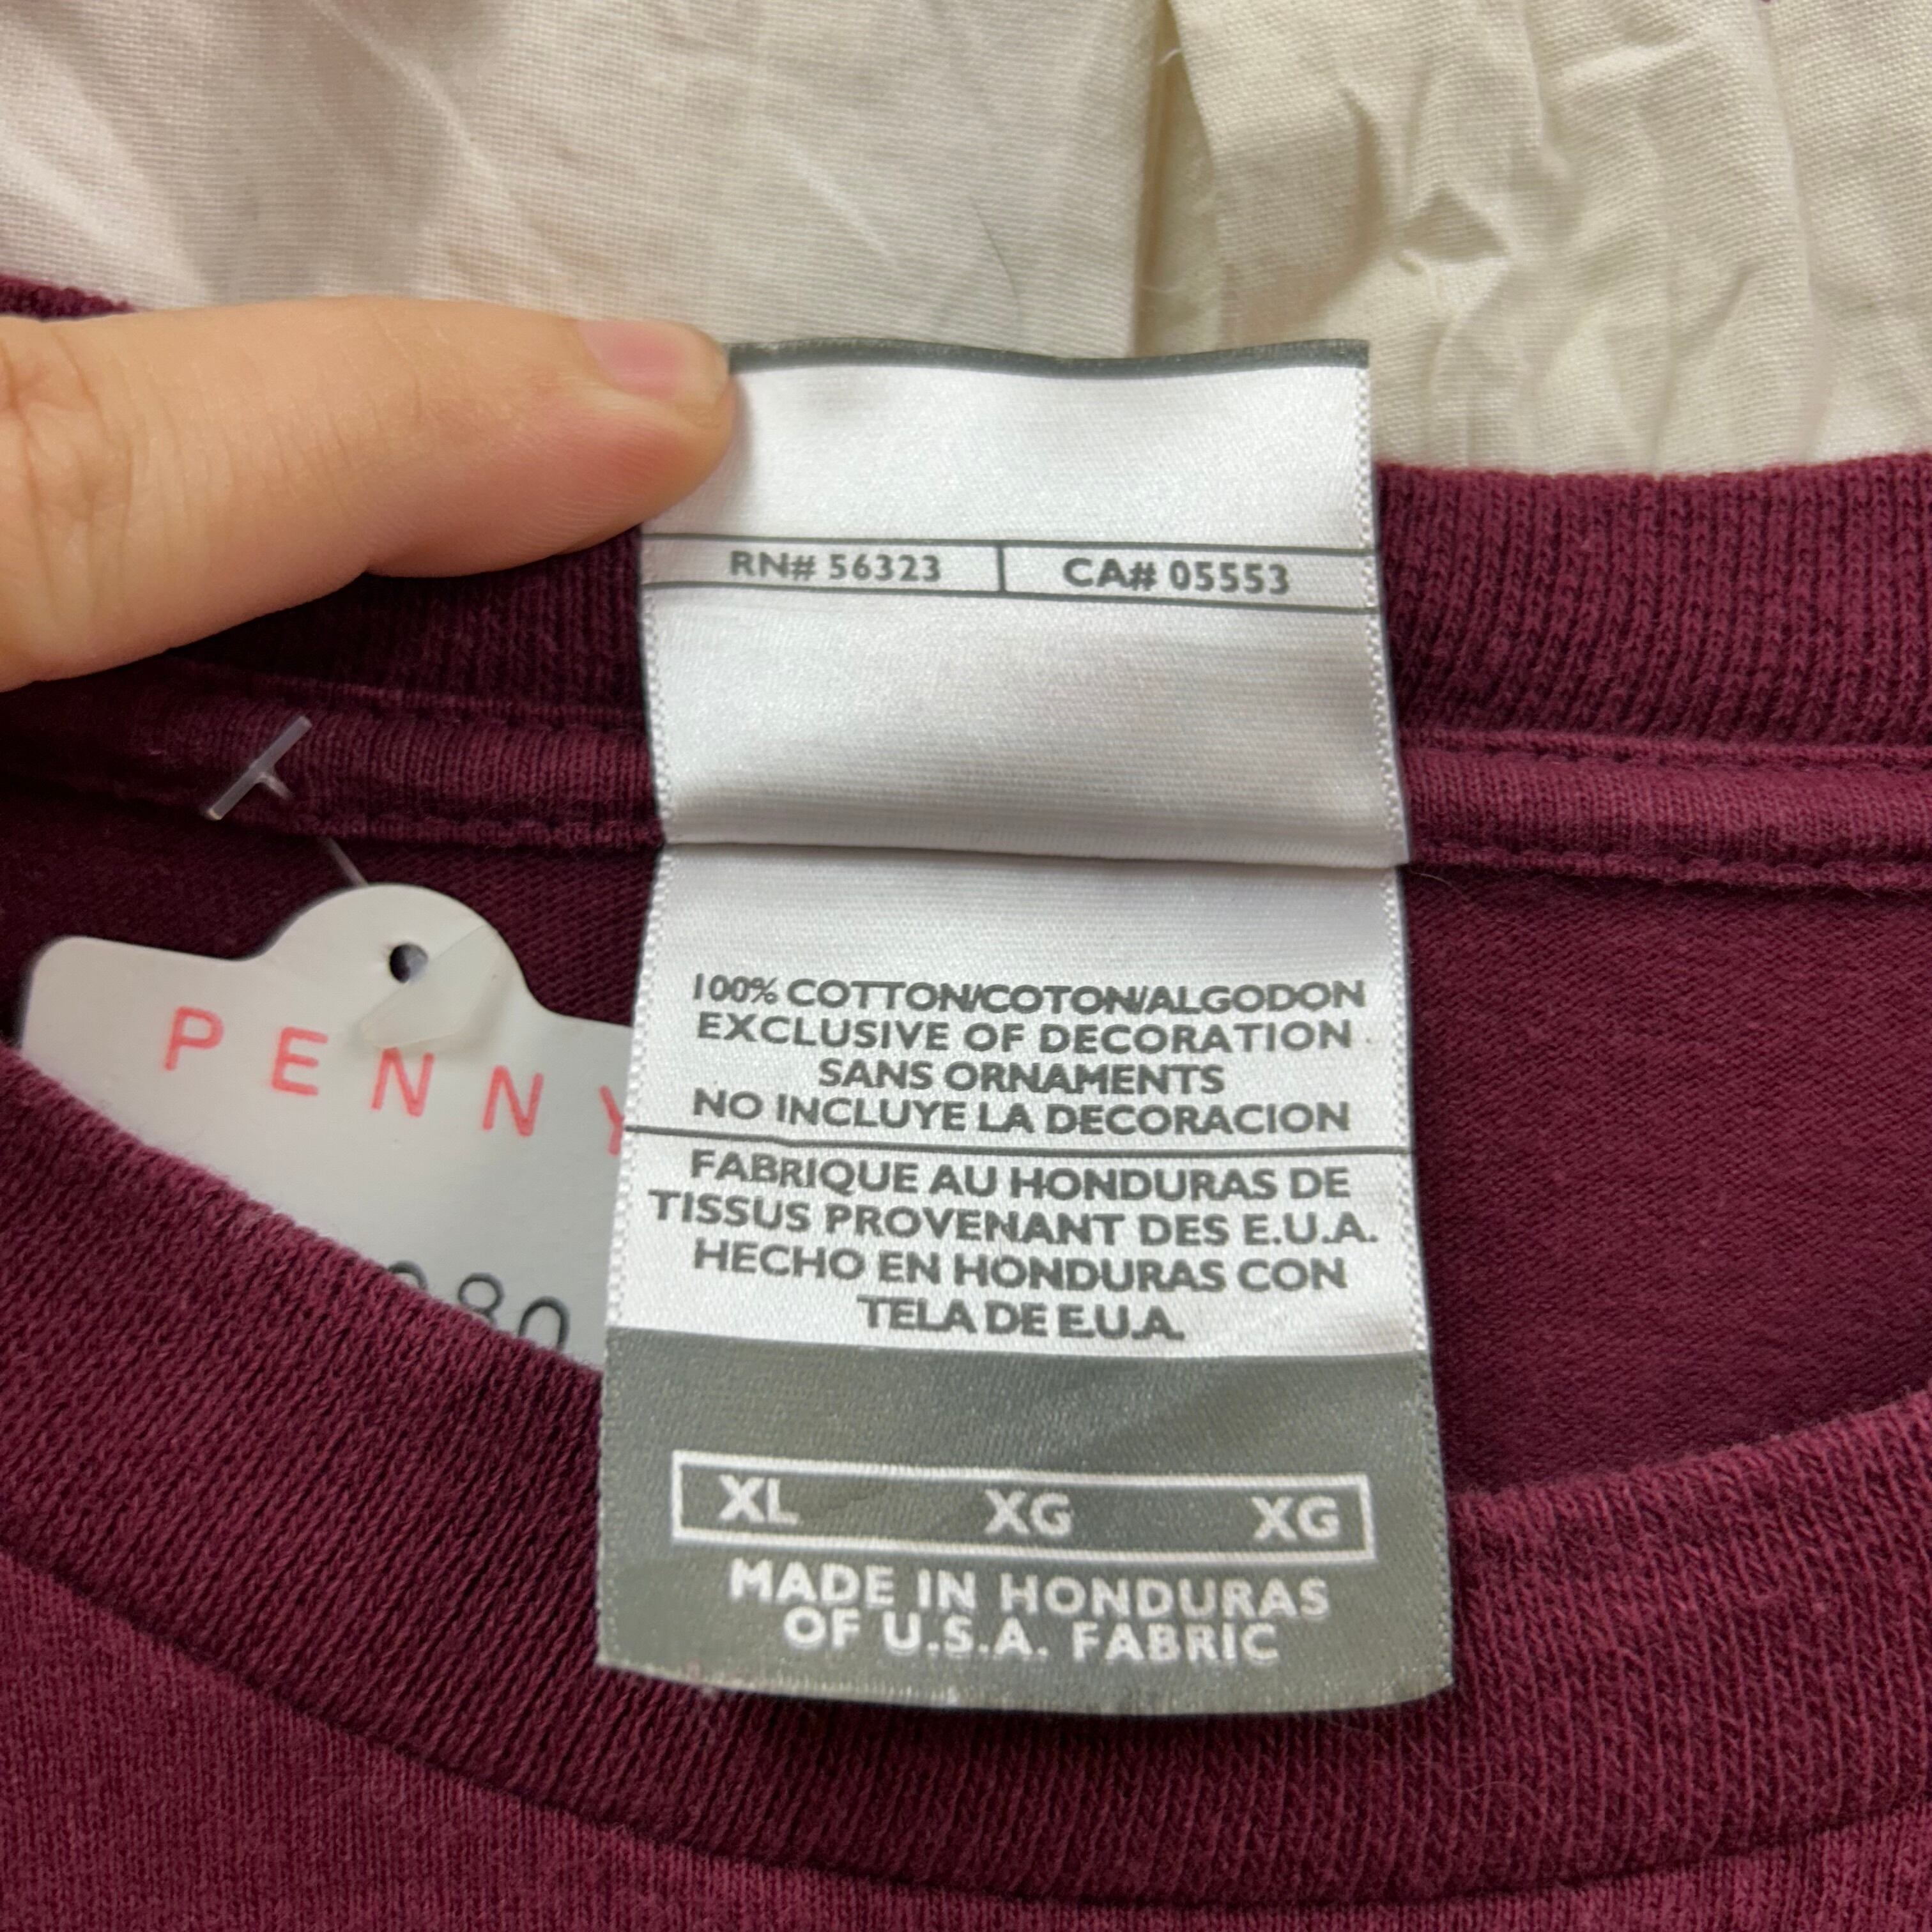 RN# 56323 CA# 05553
100% COTTON/COTON/ALGODON
EXCLUSIVE OF DECORATION
SANS ORNAMENTS
NO INCLUYE LA DECORACION
FABRIQUE AU HONDURAS DE
TISSUS PROVENANT DES E.U.A.
HECHO EN HONDURAS CON
TELA DE E.U.A.
XL XG XG
MADE IN HONDURAS
OF U.S.A. FABRIC
PENNY
80